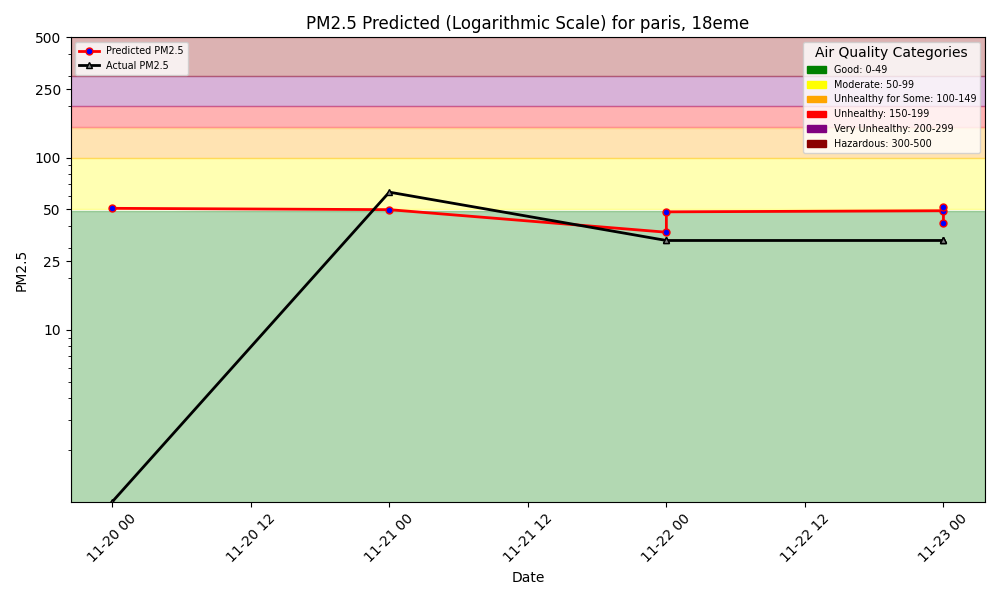 PM2.5 Predicted (Logarithmic Scale) for paris, 18eme
Predicted PM2.5
Actual PM2.5
Air Quality Categories
Good: 0-49
Moderate: 50-99
Unhealthy for Some: 100-149
Unhealthy: 150-199
Very Unhealthy: 200-299
Hazardous: 300-500
500
250
100
50
25
10
PM2.5
11-20 00
11-20 12
11-21 00
11-21 12
11-22 00
11-22 12
11-23 00
Date